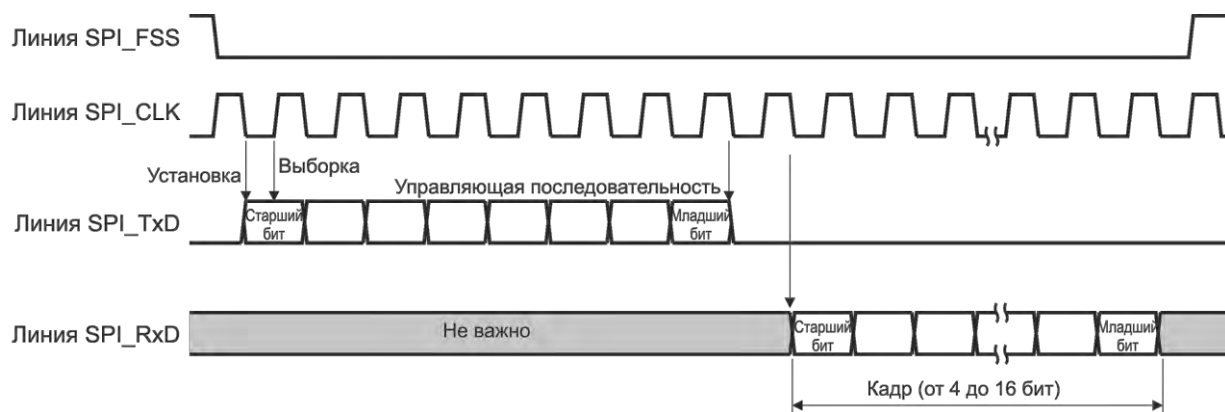 Линия SPI_FSS
Линия SPI_CLK
Установка
Выборка
Управляющая последовательность
Линия SPI_TxD
Старший
бит
Младший
бит
Линия SPI_RxD
Не важно
Старший
бит
Младший
бит
Кадр (от 4 до 16 бит)